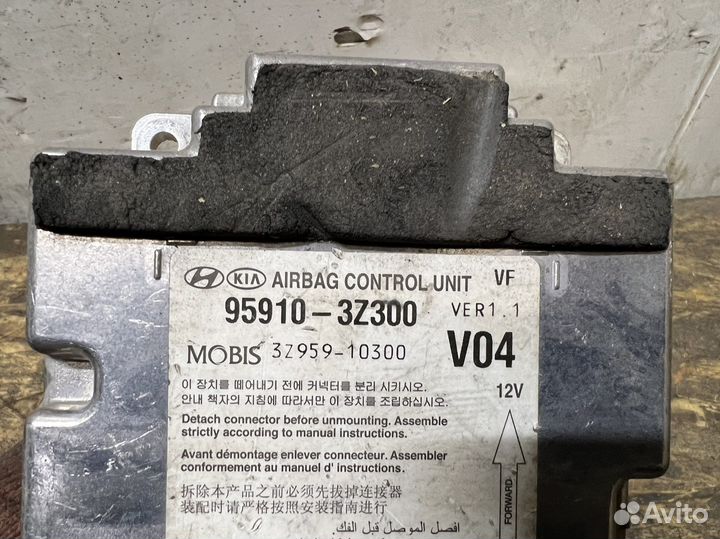 KIA AIRBAG CONTROL UNIT VF
95910-3Z300 VER1.1
MOBIS 3Z959-10300 V04
이 장치를 떼어내기 전에 커넥터를 분리 시키시오.
안내 책자의 지침에 따라서만 이 장치를 조립하십시오. 12V
Detach connector before unmounting. Assemble
strictly according to manual instructions.
Avant démontage enlever connecteur. Assembler
conformement au manuel d' instructions.
拆除本产品之前必须先拔掉连接器
装配时请严格按照安装指南进行
FORWARD
افصل الموصل قبل الفك.
Avito